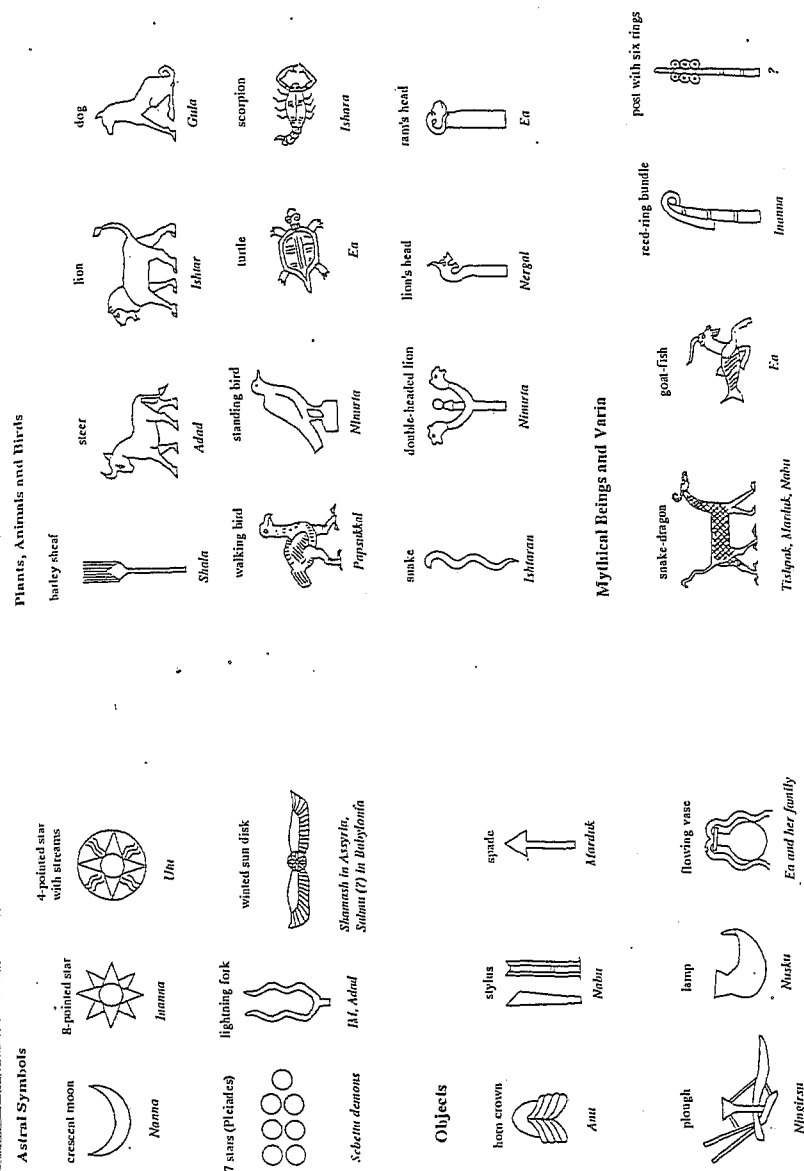 Astral Symbols
crescent moon
8-pointed star
4-pointed star
with streams
Nanna
Inanna
Utu
7 stars (Pleiades)
lightning fork
winted sun disk
Sebettu demons
IM, Adad
Shamash in Assyria,
Salmu (?) in Babylonia
Objects
horn crown
stylus
spade
Anu
Nabu
Marduk
plough
lamp
flowing vase
Ningirsu
Nusku
Ea and her family
Plants, Animals and Birds
barley sheaf
steer
lion
dog
Shala
Adad
Ishtar
Gula
walking bird
standing bird
turtle
scorpion
Papsukkal
Ninurta
Ea
Ishara
snake
double-headed lion
lion's head
ram's head
Ishtaran
Ninurta
Nergal
Ea
Mythical Beings and Varin
snake-dragon
goat-fish
reed-ring bundle
post with six rings
Tishpak, Marduk, Nabu
Ea
Inanna
?